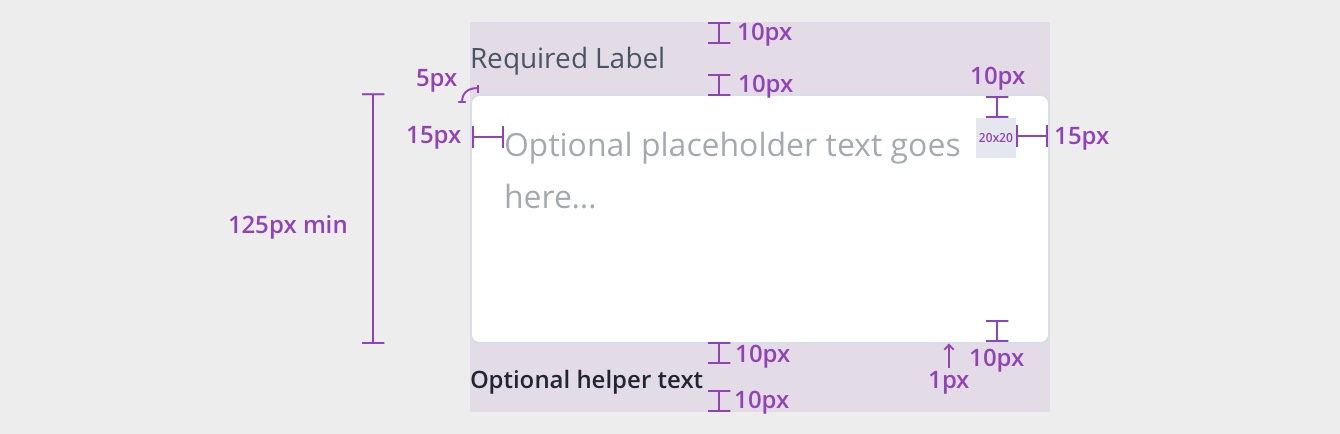 10px
Required Label
5px
10px
10px
15px
Optional placeholder text goes
20x20
15px
here...
125px min
10px
10px
Optional helper text
1px
10px